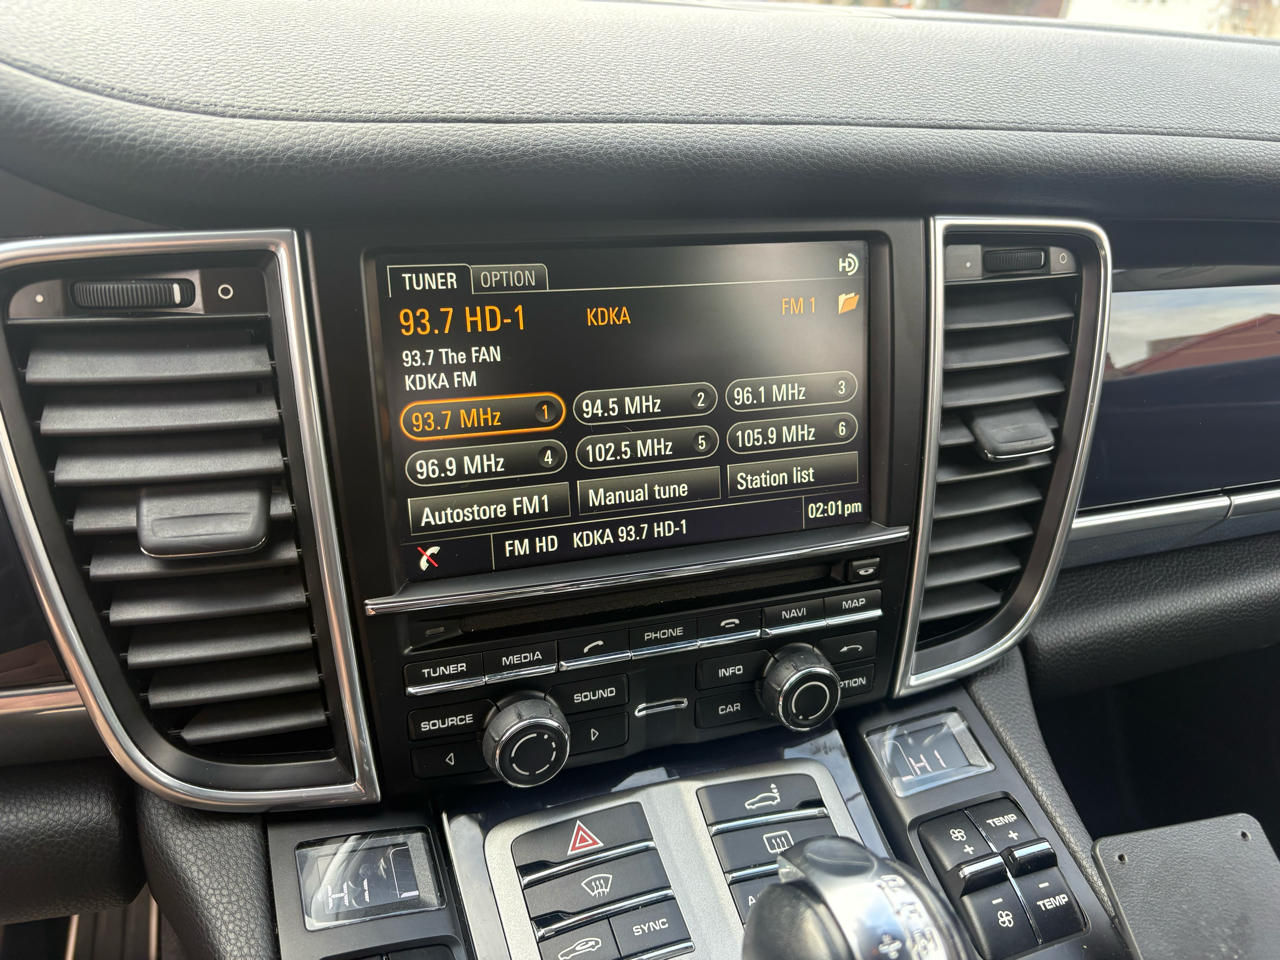 TUNER OPTION HD
93.7 HD-1 KDKA FM 1
93.7 The FAN
KDKA FM
93.7 MHz 1 94.5 MHz 2 96.1 MHz 3
96.9 MHz 4 102.5 MHz 5 105.9 MHz 6
Autostore FM1 Manual tune Station list
FM HD KDKA 93.7 HD-1 02:01pm
TUNER MEDIA PHONE NAVI MAP
SOURCE SOUND INFO CAR OPTION
HI
TEMP
SYNC
TEMP